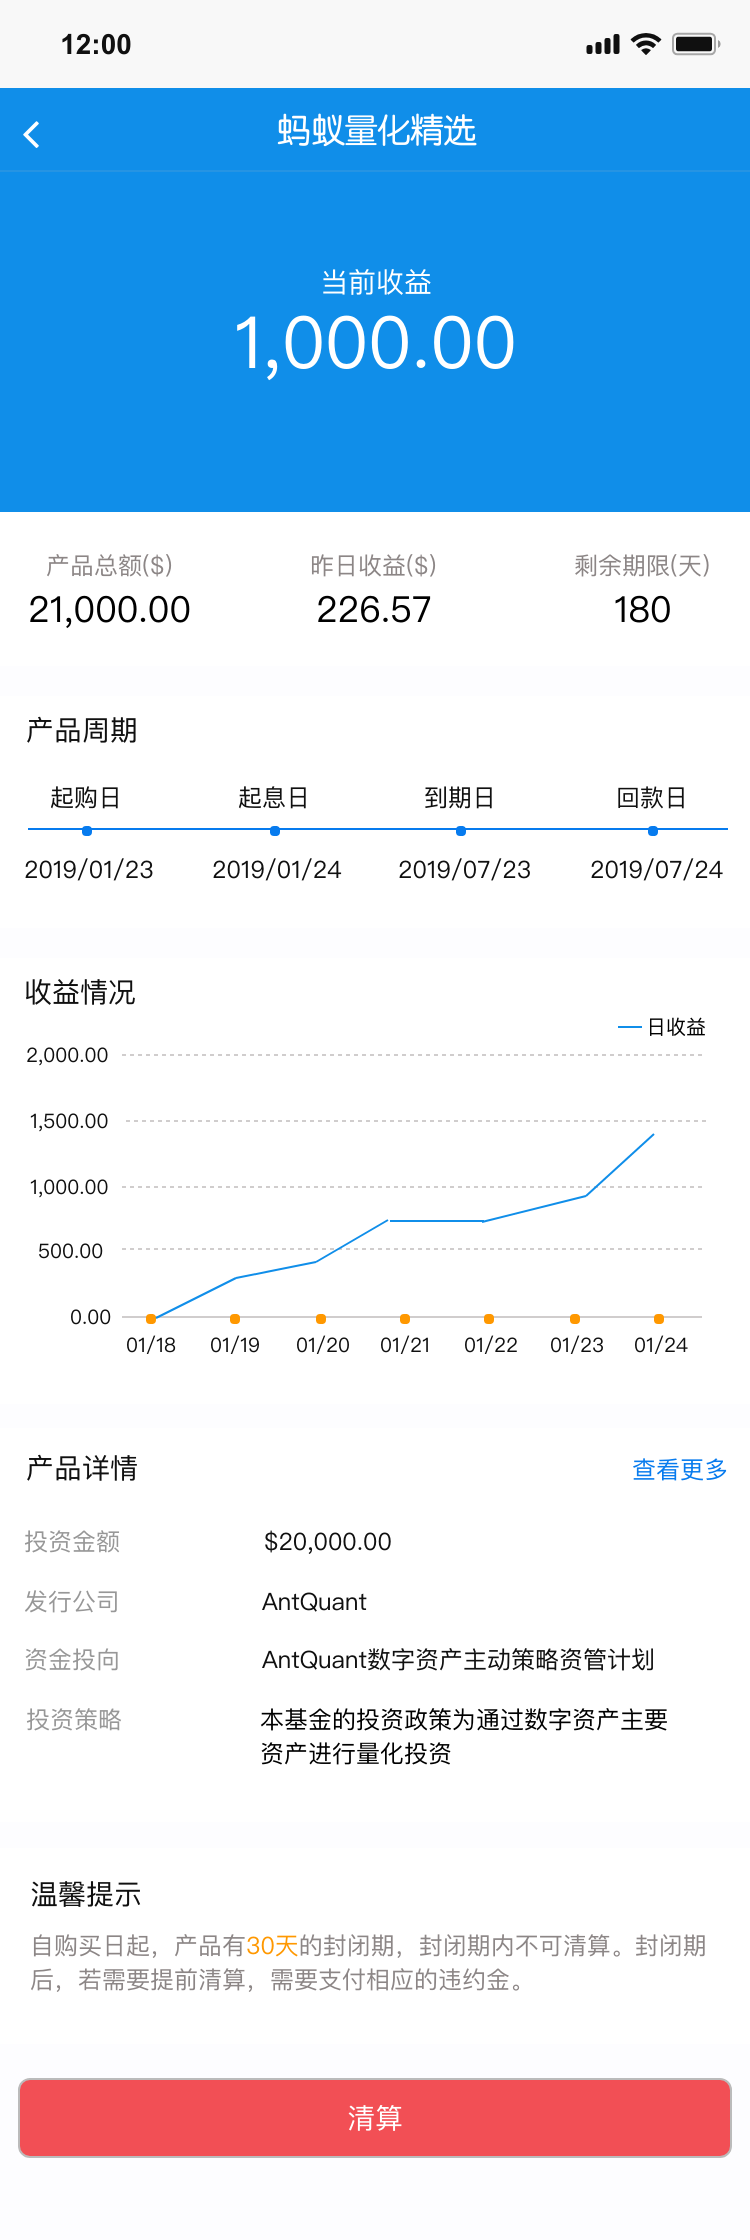 12:00
蚂蚁量化精选
当前收益
1,000.00
产品总额($) 昨日收益($) 剩余期限(天)
21,000.00 226.57 180
产品周期
起购日 起息日 到期日 回款日
2019/01/23 2019/01/24 2019/07/23 2019/07/24
收益情况
日收益
2,000.00
1,500.00
1,000.00
500.00
0.00
01/18 01/19 01/20 01/21 01/22 01/23 01/24
产品详情 查看更多
投资金额 $20,000.00
发行公司 AntQuant
资金投向 AntQuant数字资产主动策略资管计划
投资策略 本基金的投资政策为通过数字资产主要
资产进行量化投资
温馨提示
自购买日起，产品有30天的封闭期，封闭期内不可清算。封闭期
后，若需要提前清算，需要支付相应的违约金。
清算